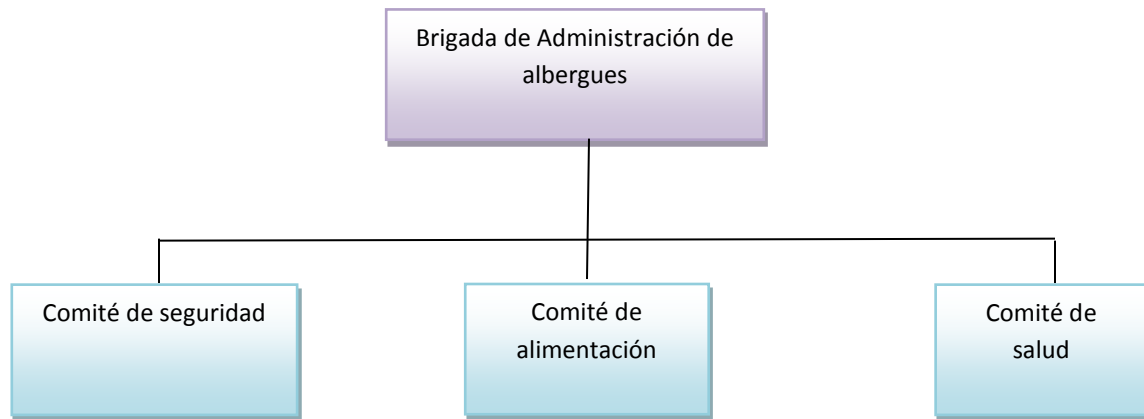 Brigada de Administración de
albergues
Comité de seguridad
Comité de
alimentación
Comité de
salud